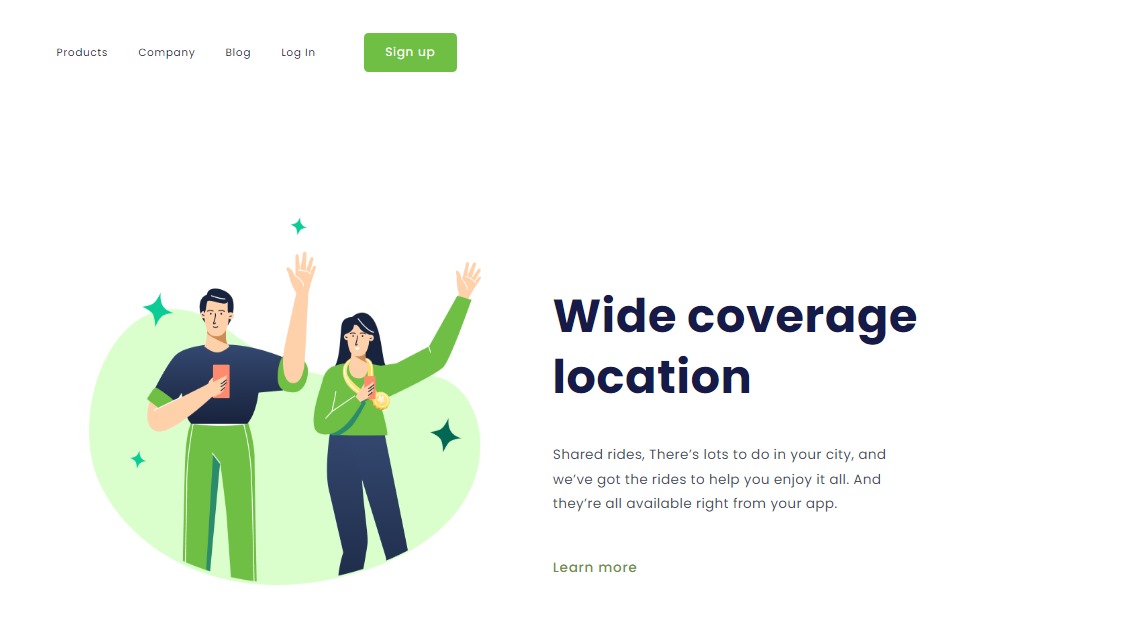 Products Company Blog Log In Sign up
Wide coverage
location
Shared rides, There’s lots to do in your city, and
we’ve got the rides to help you enjoy it all. And
they’re all available right from your app.
Learn more